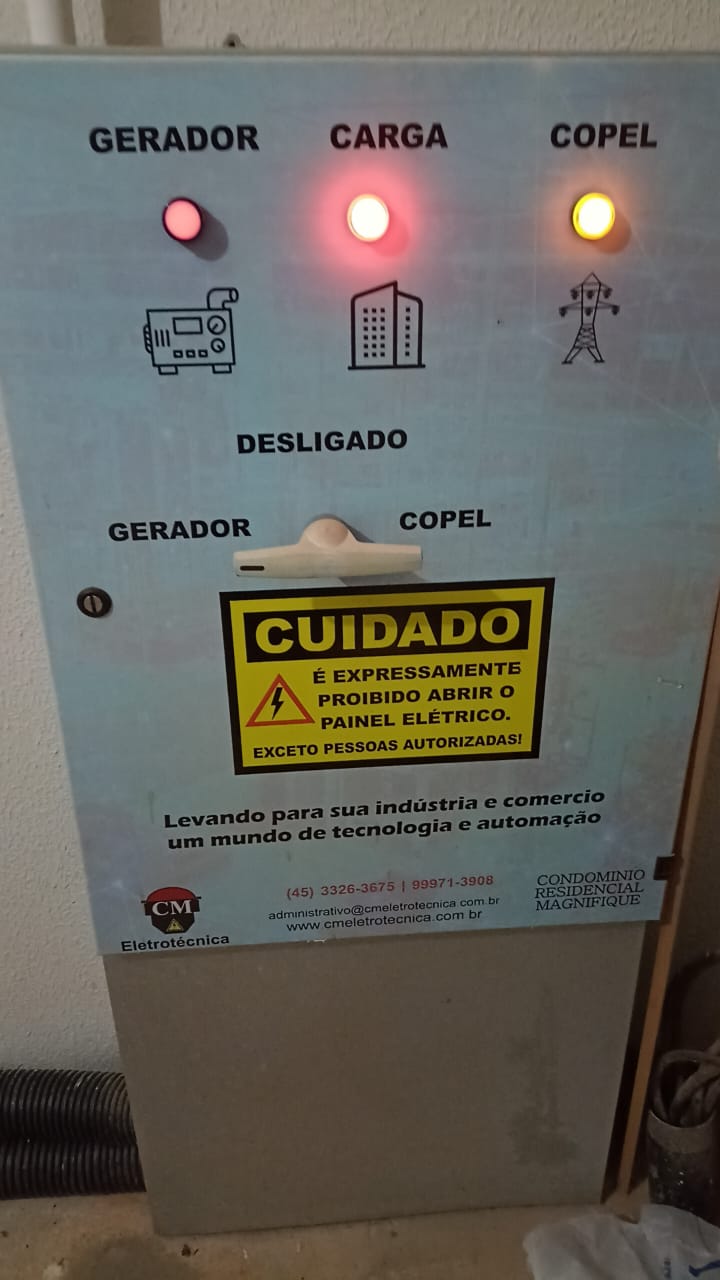 GERADOR CARGA COPEL
DESLIGADO
GERADOR COPEL
CUIDADO
É EXPRESSAMENTE
PROIBIDO ABRIR O
PAINEL ELÉTRICO.
EXCETO PESSOAS AUTORIZADAS!
Levando para sua indústria e comercio
um mundo de tecnologia e automação
(45) 3326-3675 | 99971-3908
administrativo@cmeletrotecnica.com.br
www.cmeletrotecnica.com br
CM
Eletrotécnica
CONDOMINIO
RESIDENCIAL
MAGNIFIQUE